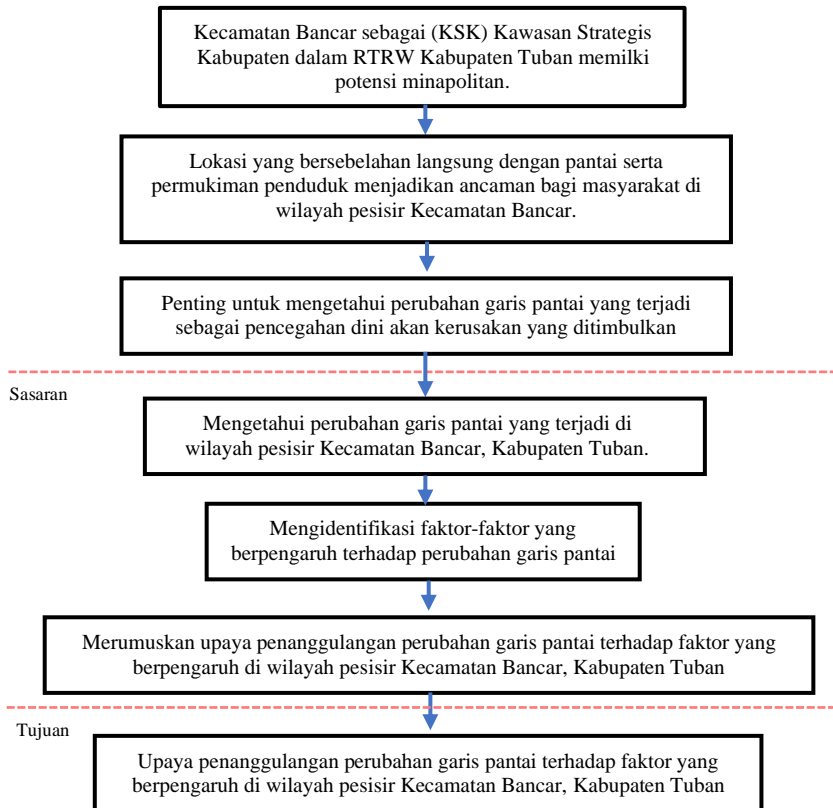 Kecamatan Bancar sebagai (KSK) Kawasan Strategis
Kabupaten dalam RTRW Kabupaten Tuban memilki
potensi minapolitan.
Lokasi yang bersebelahan langsung dengan pantai serta
permukiman penduduk menjadikan ancaman bagi masyarakat di
wilayah pesisir Kecamatan Bancar.
Penting untuk mengetahui perubahan garis pantai yang terjadi
sebagai pencegahan dini akan kerusakan yang ditimbulkan
Sasaran
Mengetahui perubahan garis pantai yang terjadi di
wilayah pesisir Kecamatan Bancar, Kabupaten Tuban.
Mengidentifikasi faktor-faktor yang
berpengaruh terhadap perubahan garis pantai
Merumuskan upaya penanggulangan perubahan garis pantai terhadap faktor yang
berpengaruh di wilayah pesisir Kecamatan Bancar, Kabupaten Tuban
Tujuan
Upaya penanggulangan perubahan garis pantai terhadap faktor yang
berpengaruh di wilayah pesisir Kecamatan Bancar, Kabupaten Tuban